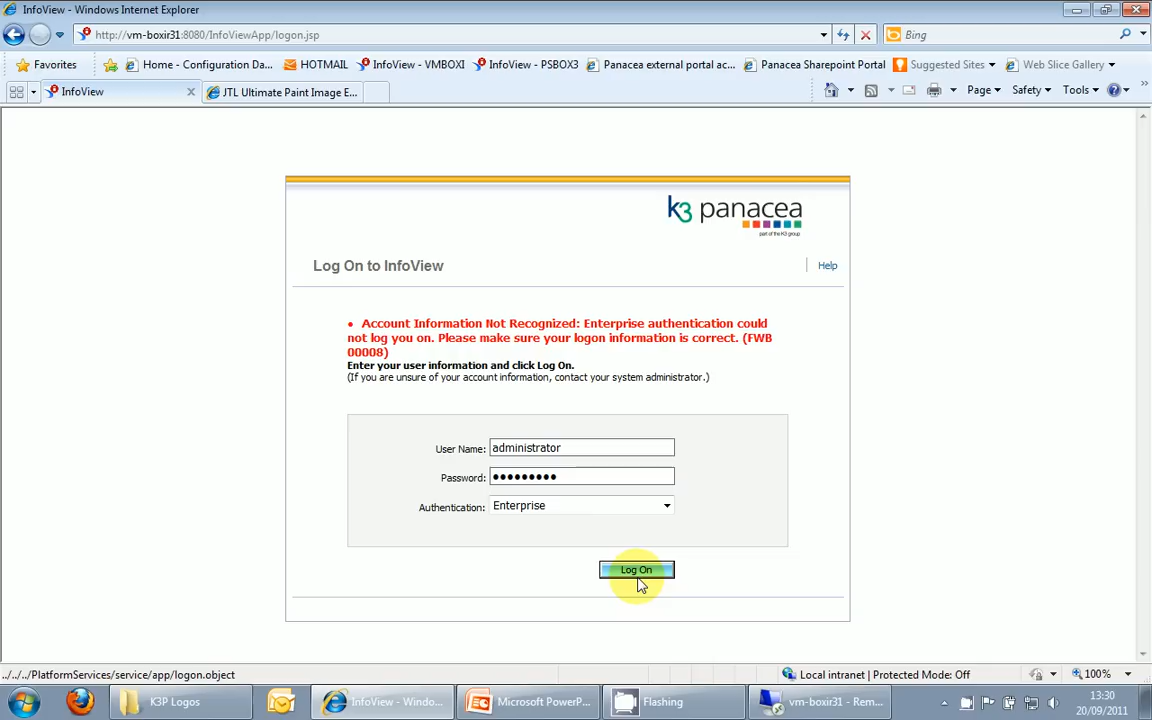 InfoView - Windows Internet Explorer
http://vm-boxir31:8080/InfoViewApp/logon.jsp
Bing
Favorites
Home - Configuration Da...
HOTMAIL
InfoView - VMBOXI
InfoView - PSBOX3
Panacea external portal ac...
Panacea Sharepoint Portal
Suggested Sites
Web Slice Gallery
InfoView
JTL Ultimate Paint Image E...
Page
Safety
Tools
k3 panacea
part of the K3 group
Log On to InfoView
Help
• Account Information Not Recognized: Enterprise authentication could
not log you on. Please make sure your logon information is correct. (FWB
00008)
Enter your user information and click Log On.
(If you are unsure of your account information, contact your system administrator.)
User Name: administrator
Password: •••••••••
Authentication: Enterprise
Log On
../../../PlatformServices/service/app/logon.object
Local intranet | Protected Mode: Off
100%
K3P Logos
InfoView - Windo...
Microsoft PowerP...
Flashing
vm-boxir31 - Rem...
13:30
20/09/2011